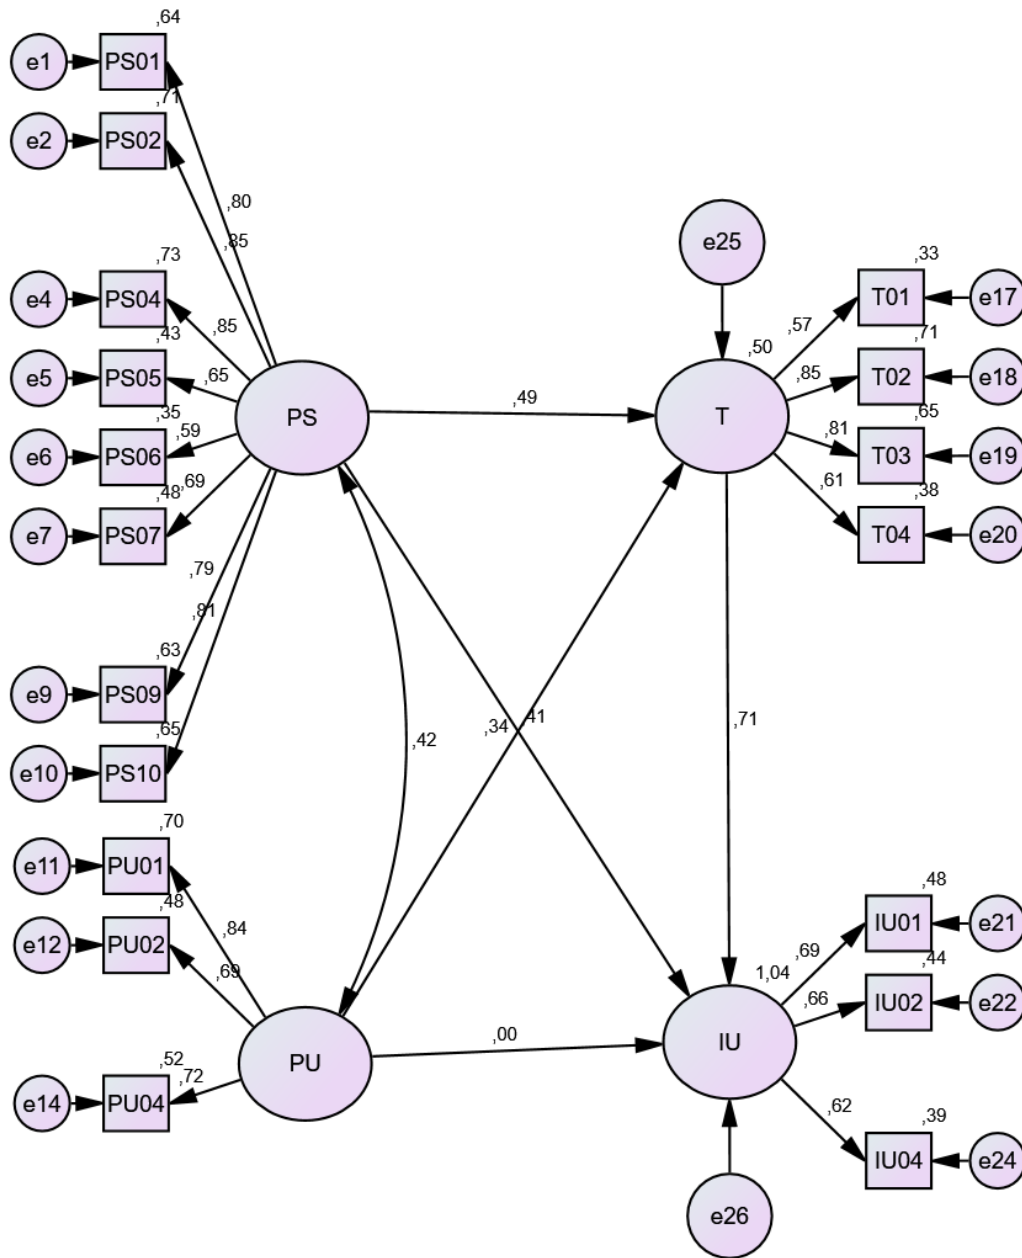 ,64
e1
PS01
,71
e2
PS02
,80
,85
,73
e4
PS04
,85
,43
e5
PS05
,65
,35
e6
PS06
,59
,48
,69
e7
PS07
PS
,79
,81
,63
e9
PS09
,65
e10
PS10
,49
,42
,34
,41
,71
e25
,50
T
,57
,33
T01
e17
,85
,71
T02
e18
,81
,65
T03
e19
,61
,38
T04
e20
,70
e11
PU01
,84
,48
e12
PU02
,69
,52
,72
e14
PU04
PU
,00
1,04
IU
,69
,48
IU01
e21
,66
,44
IU02
e22
,62
,39
IU04
e24
e26